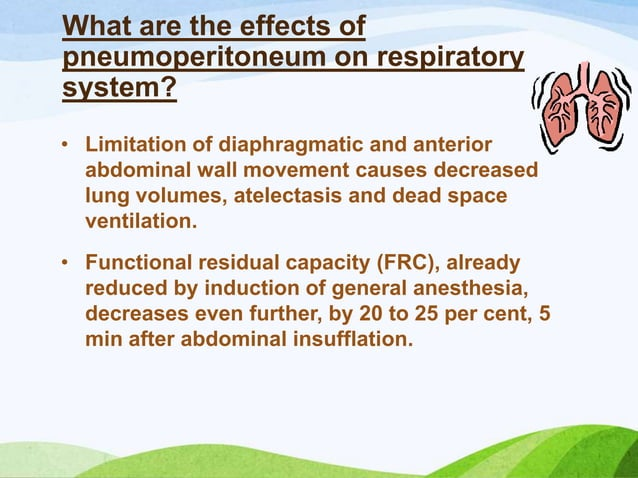 What are the effects of
pneumoperitoneum on respiratory
system?
• Limitation of diaphragmatic and anterior
abdominal wall movement causes decreased
lung volumes, atelectasis and dead space
ventilation.
• Functional residual capacity (FRC), already
reduced by induction of general anesthesia,
decreases even further, by 20 to 25 per cent, 5
min after abdominal insufflation.